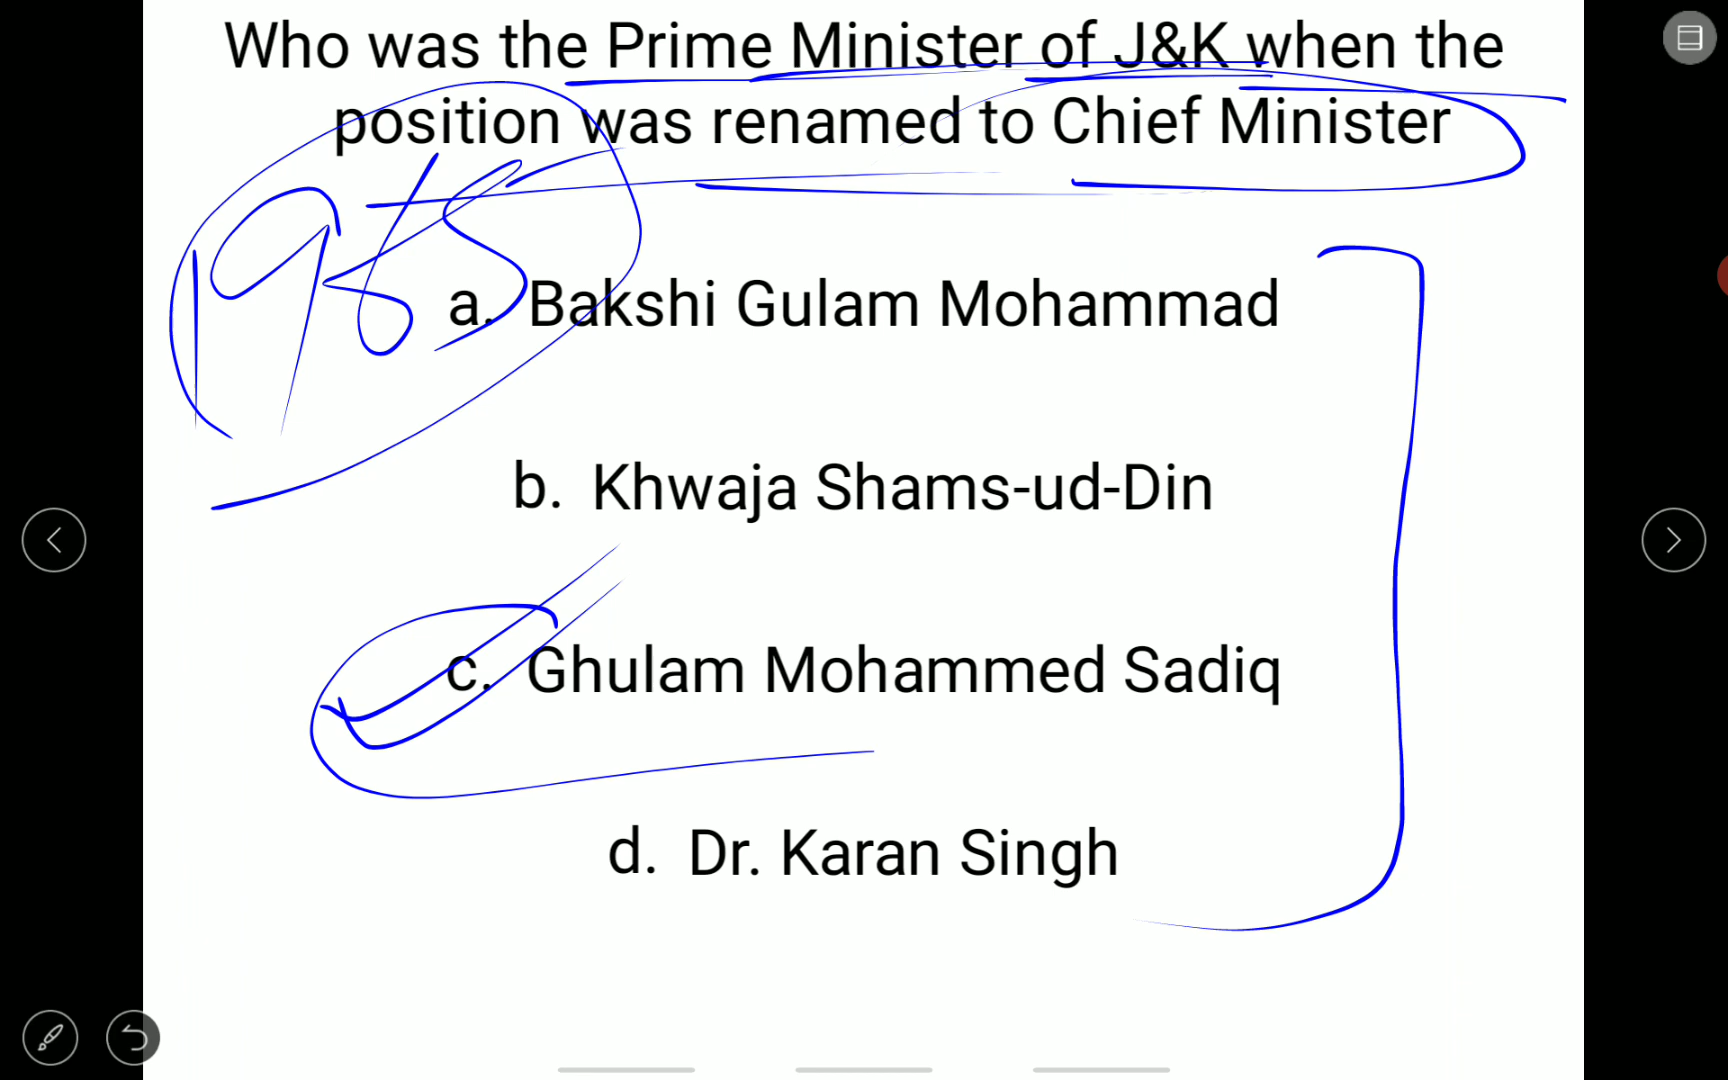 Who was the Prime Minister of J&K when the
position was renamed to Chief Minister
1965
a. Bakshi Gulam Mohammad
b. Khwaja Shams-ud-Din
c. Ghulam Mohammed Sadiq
d. Dr. Karan Singh